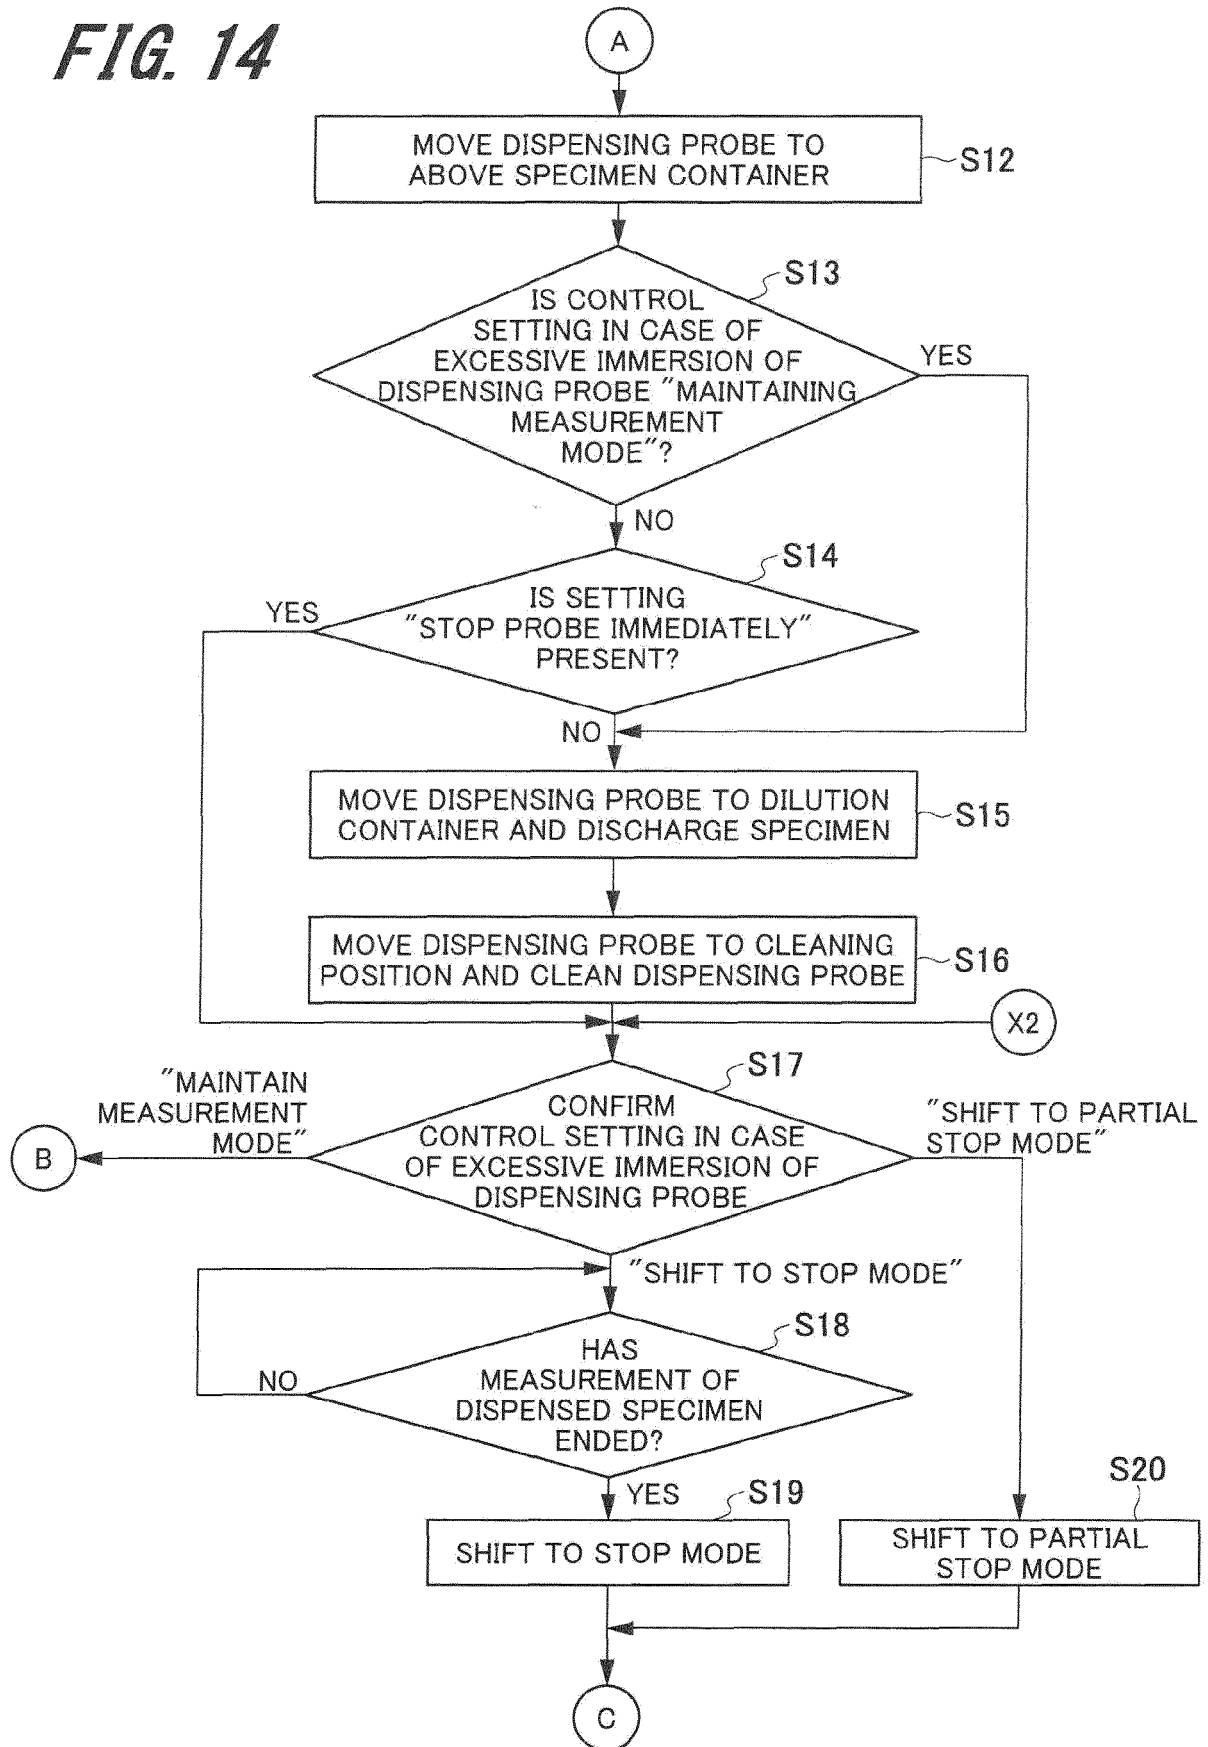 FIG. 14
A
MOVE DISPENSING PROBE TO
ABOVE SPECIMEN CONTAINER
S12
S13
IS CONTROL
SETTING IN CASE OF
EXCESSIVE IMMERSION OF
DISPENSING PROBE "MAINTAINING
MEASUREMENT
MODE"?
YES
NO
S14
IS SETTING
"STOP PROBE IMMEDIATELY"
PRESENT?
YES
NO
MOVE DISPENSING PROBE TO DILUTION
CONTAINER AND DISCHARGE SPECIMEN
S15
MOVE DISPENSING PROBE TO CLEANING
POSITION AND CLEAN DISPENSING PROBE
S16
X2
S17
"MAINTAIN
MEASUREMENT
MODE"
B
CONFIRM
CONTROL SETTING IN CASE
OF EXCESSIVE IMMERSION OF
DISPENSING PROBE
"SHIFT TO PARTIAL
STOP MODE"
"SHIFT TO STOP MODE"
S18
HAS
MEASUREMENT OF
DISPENSED SPECIMEN
ENDED?
NO
YES
S19
SHIFT TO STOP MODE
S20
SHIFT TO PARTIAL
STOP MODE
C